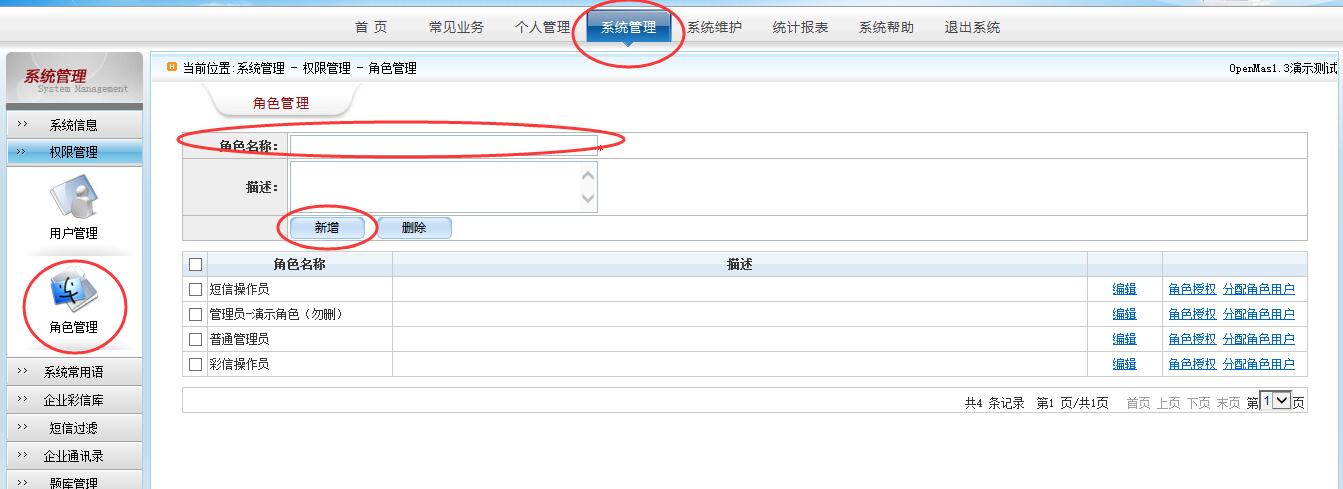 首 页 常见业务 个人管理 系统管理 系统维护 统计报表 系统帮助 退出系统
系统管理
System Management
系统信息
权限管理
用户管理
角色管理
系统常用语
企业彩信库
短信过滤
企业通讯录
题库管理
当前位置:系统管理 - 权限管理 - 角色管理
OpenMas1.3演示测试
角色管理
角色名称: *
描述:
新增 删除
角色名称 描述
短信操作员 编辑 角色授权 分配角色用户
管理员-演示角色（勿删） 编辑 角色授权 分配角色用户
普通管理员 编辑 角色授权 分配角色用户
彩信操作员 编辑 角色授权 分配角色用户
共4 条记录 第1 页/共1页 首页 上页 下页 末页 第 1 页